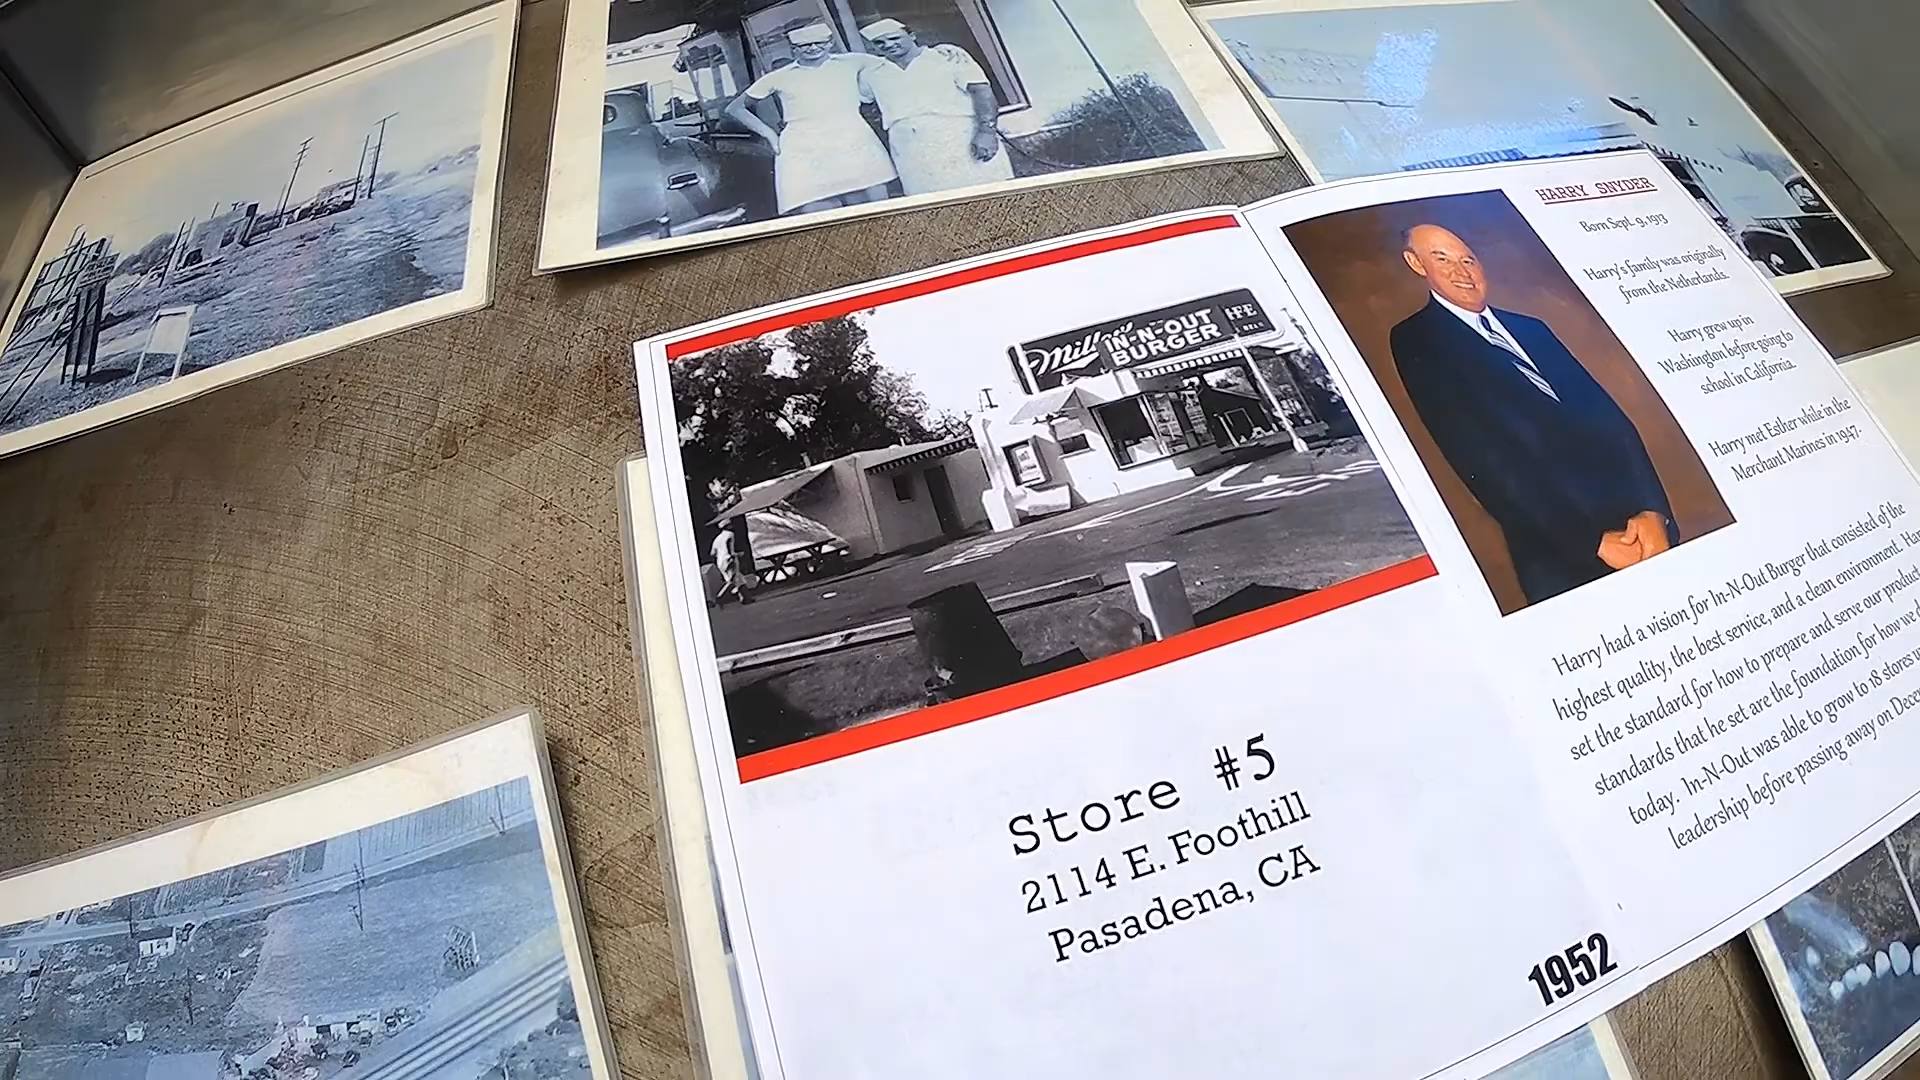 Mil
IN-N-OUT
BURGER
Store #5
2114 E. Foothill
Pasadena, CA
1952
HARRY SNYDER
Born Sept. 9, 1913
Harry's family was originally
from the Netherlands.
Harry grew up in
Washington before going to
school in California.
Harry met Esther while in the
Merchant Marines in 1947.
Harry had a vision for In-N-Out Burger that consisted of the
highest quality, the best service, and a clean environment. Har
set the standard for how to prepare and serve our product
standards that he set are the foundation for how we d
today. In-N-Out was able to grow to 18 stores u
leadership before passing away on Dece